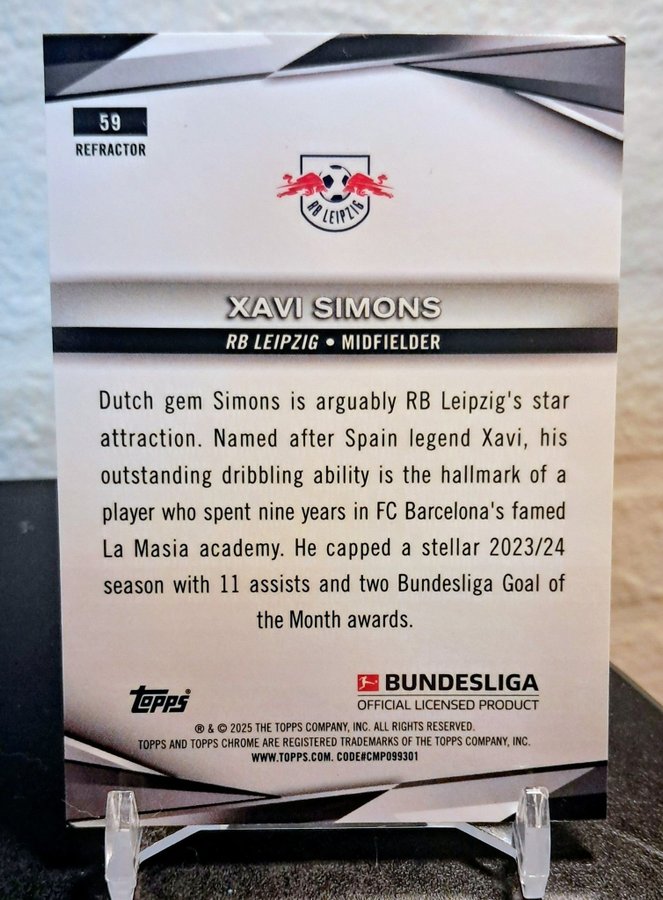 59
REFRACTOR
RB LEIPZIG
XAVI SIMONS
RB LEIPZIG • MIDFIELDER
Dutch gem Simons is arguably RB Leipzig's star
attraction. Named after Spain legend Xavi, his
outstanding dribbling ability is the hallmark of a
player who spent nine years in FC Barcelona's famed
La Masia academy. He capped a stellar 2023/24
season with 11 assists and two Bundesliga Goal of
the Month awards.
topps®
BUNDESLIGA
OFFICIAL LICENSED PRODUCT
® & © 2025 THE TOPPS COMPANY, INC. ALL RIGHTS RESERVED.
TOPPS AND TOPPS CHROME ARE REGISTERED TRADEMARKS OF THE TOPPS COMPANY, INC.
WWW.TOPPS.COM. CODE#CMP099301